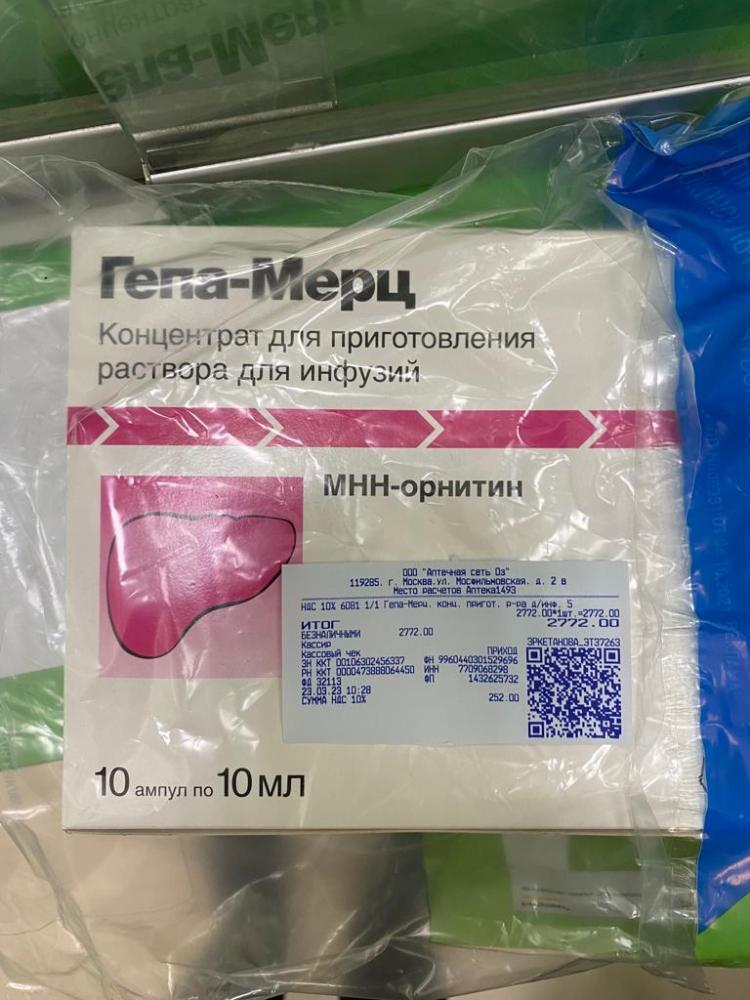 Гепа-Мерц
Гепа-Мерц
Концентрат для приготовления
раствора для инфузий
МНН-орнитин
ООО "Аптечная сеть Оз"
119285. г. Москва.ул. Мосфильмовская. д. 2 в
Место расчетов Аптека1493
НДС 10% 6081 1/1 Гепа-Мерц. конц. пригот. р-ра д/инф. 5
2772.00*1шт.=2772.00
ИТОГ 2772.00
БЕЗНАЛИЧНЫМИ 2772.00
Кассир ЭРКЕТАНОВА_ЭТ37263
Кассовый чек ПРИХОД
ЗН ККТ 00106302456337 ФН 9960440301529696
РН ККТ 0000473888064450 ИНН 7709068298
ФД 32113 ФП 1432625732
23.03.23 10:28
СУММА НДС 10% 252.00
10 ампул по 10 мл